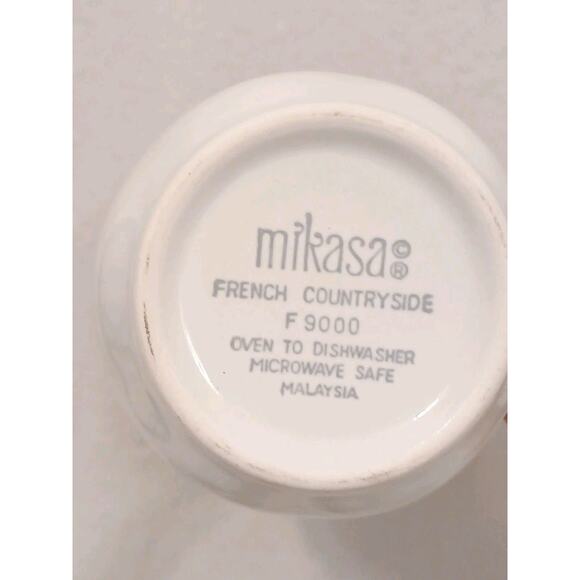 mikasa©®
FRENCH COUNTRYSIDE
F 9000
OVEN TO DISHWASHER
MICROWAVE SAFE
MALAYSIA